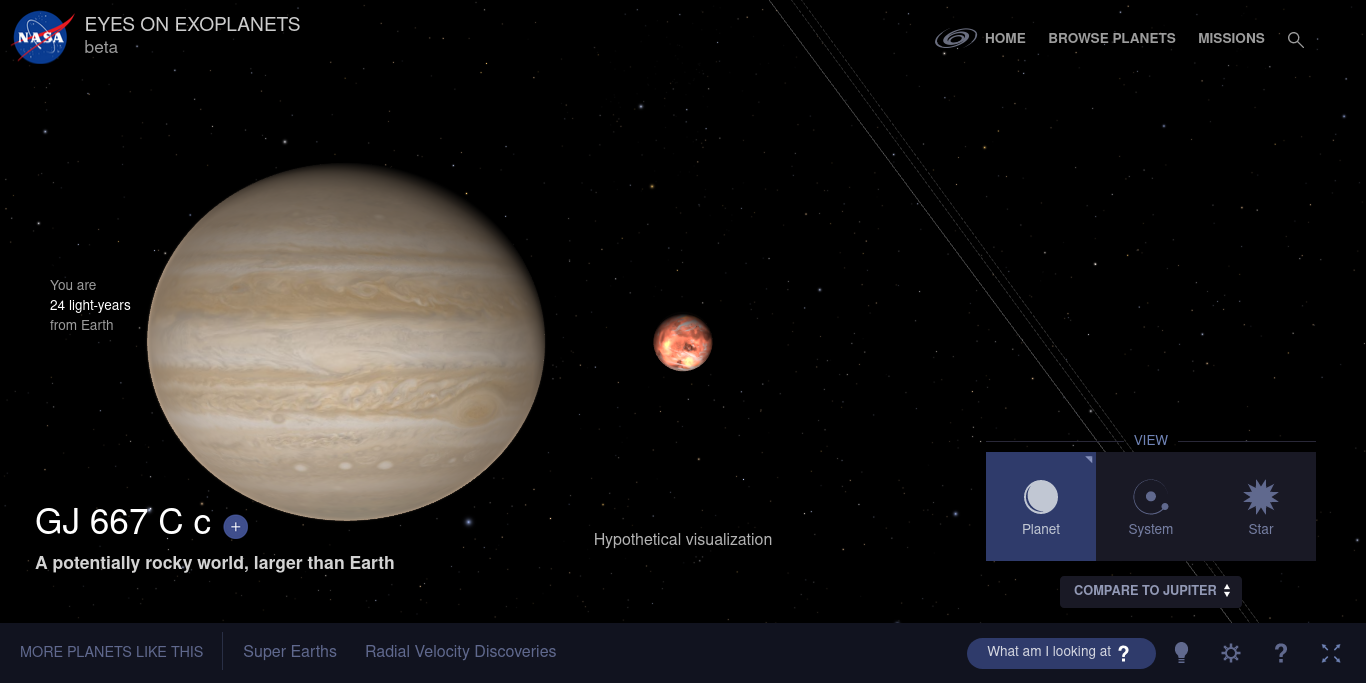 NASA
EYES ON EXOPLANETS
beta
HOME
BROWSE PLANETS
MISSIONS
You are
24 light-years
from Earth
VIEW
Planet
System
Star
GJ 667 C c +
Hypothetical visualization
A potentially rocky world, larger than Earth
COMPARE TO JUPITER
MORE PLANETS LIKE THIS
Super Earths
Radial Velocity Discoveries
What am I looking at ?
?